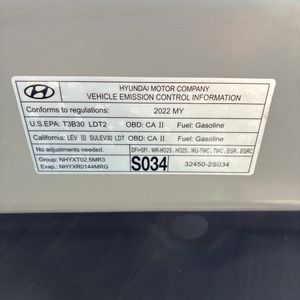 HYUNDAI MOTOR COMPANY
VEHICLE EMISSION CONTROL INFORMATION
Conforms to regulations: 2022 MY
U.S.EPA: T3B30 LDT2 OBD: CA II Fuel: Gasoline
California: LEV III SULEV30 LDT OBD: CA II Fuel: Gasoline
No adjustments needed. DFI+SFI, WR-HO2S, HO2S, WU-TWC, TWC, EGR, EGRC
Group: NHYXT02.5MR3 S034 32450-2S034
Evap.: NHYXR0144MRG